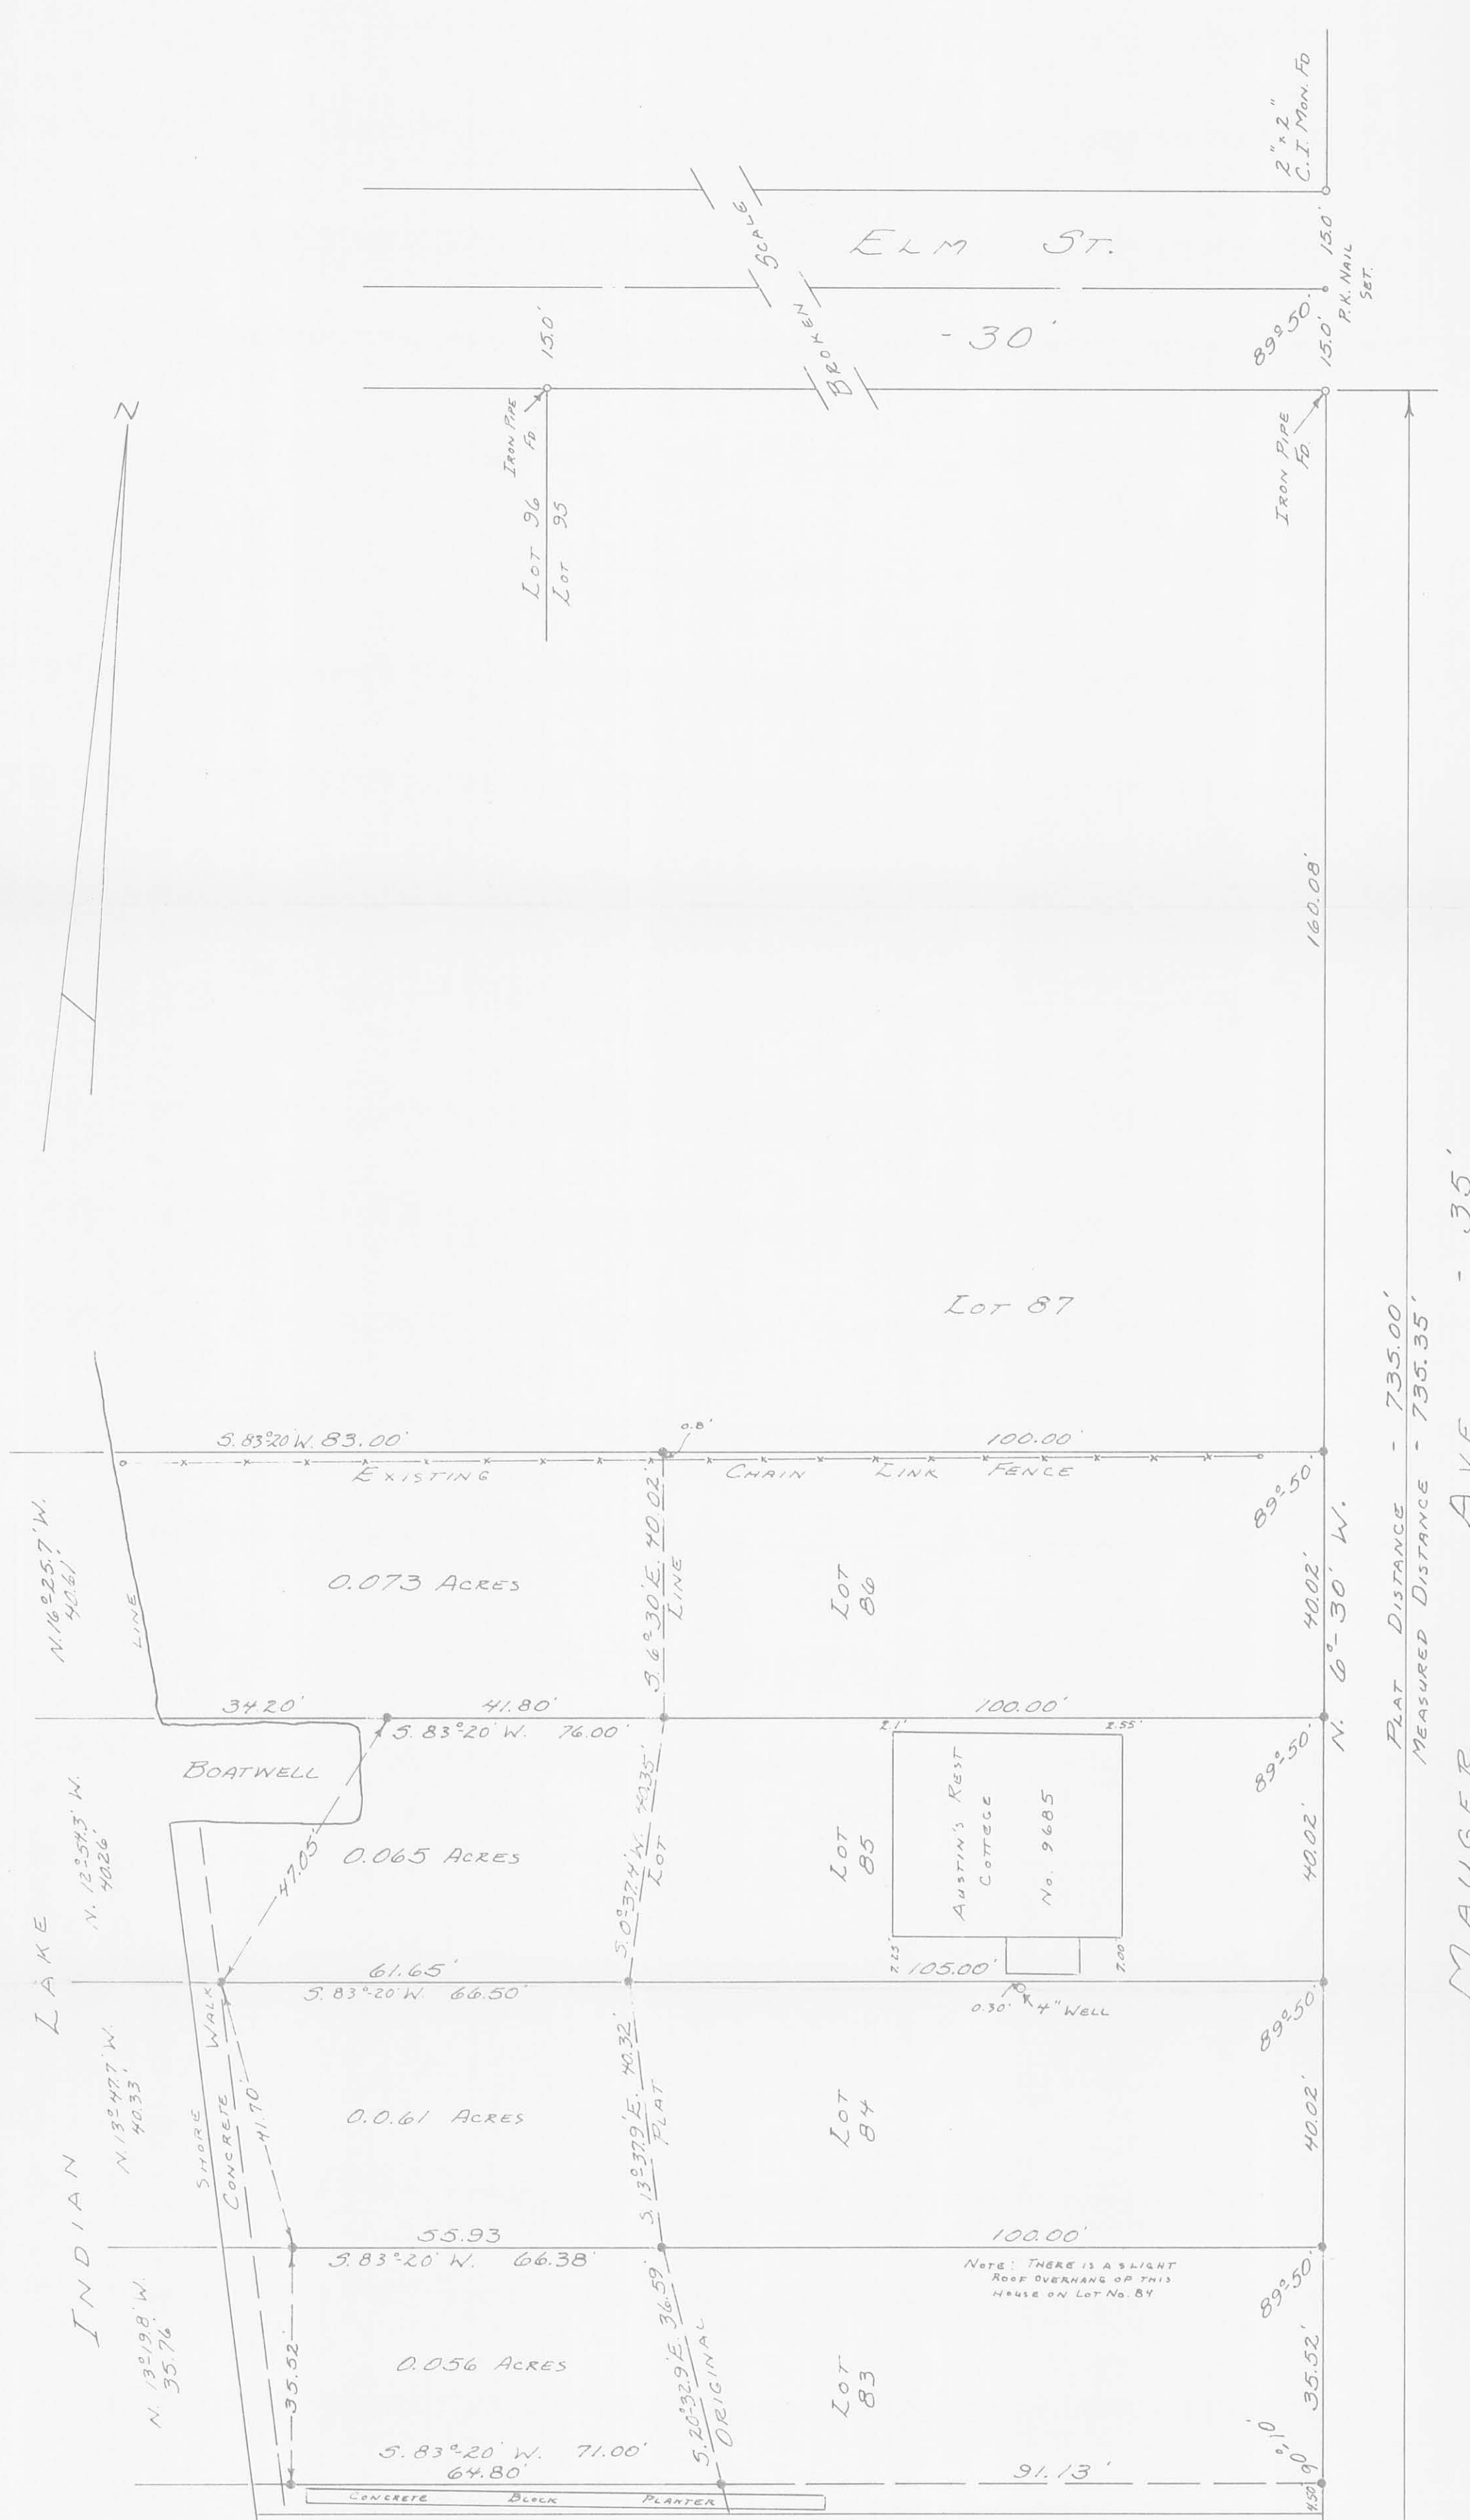 2" x 2"
C.I. MON. FD
ELM ST.
- 30'
BROKEN SCALE
15.0'
P.K. NAIL
SET.
15.0'
89°-50'
15.0'
N
IRON PIPE
FD.
IRON PIPE
FD.
LOT 96
LOT 95
160.08'
LOT 87
PLAT DISTANCE - 735.00'
MEASURED DISTANCE - 735.35'
MAUGER AVE - 35'
N. 6°-30' W.
S. 83°-20' W. 83.00'
0.8'
100.00'
EXISTING CHAIN LINK FENCE
89°-50'
N. 16°-25.7' W.
40.61'
LINE
0.073 ACRES
S. 6°-30' E. 40.02'
LINE
LOT
86
40.02'
34.20'
41.80'
100.00'
S. 83°-20' W. 76.00'
2.1'
2.55'
89°-50'
BOATWELL
N. 12°-54.3' W.
40.26'
47.05'
0.065 ACRES
S. 0°-37.4' W. 40.35'
LOT
LOT
85
AUSTIN'S REST
COTTEGE
No. 9685
40.02'
61.65'
7.25'
105.00'
7.00'
S. 83°-20' W. 66.50'
0.30'
4" WELL
89°-50'
LAKE
INDIAN
N. 13°-47.7' W.
40.33'
SHORE
CONCRETE WALK
41.70'
0.0.61 ACRES
S. 13°-37.9' E. 40.32'
PLAT
LOT
84
40.02'
55.93
100.00'
S. 83°-20' W. 66.38'
NOTE: THERE IS A SLIGHT
ROOF OVERHANG OF THIS
HOUSE ON LOT No. 84
89°-50'
N. 13°-19.8' W.
35.76'
35.52'
0.056 ACRES
S. 20°-32.9' E. 36.59'
ORIGINAL
LOT
83
35.52'
S. 83°-20' W. 71.00'
64.80'
91.13'
90°,10'
4.50'
CONCRETE BLOCK PLANTER